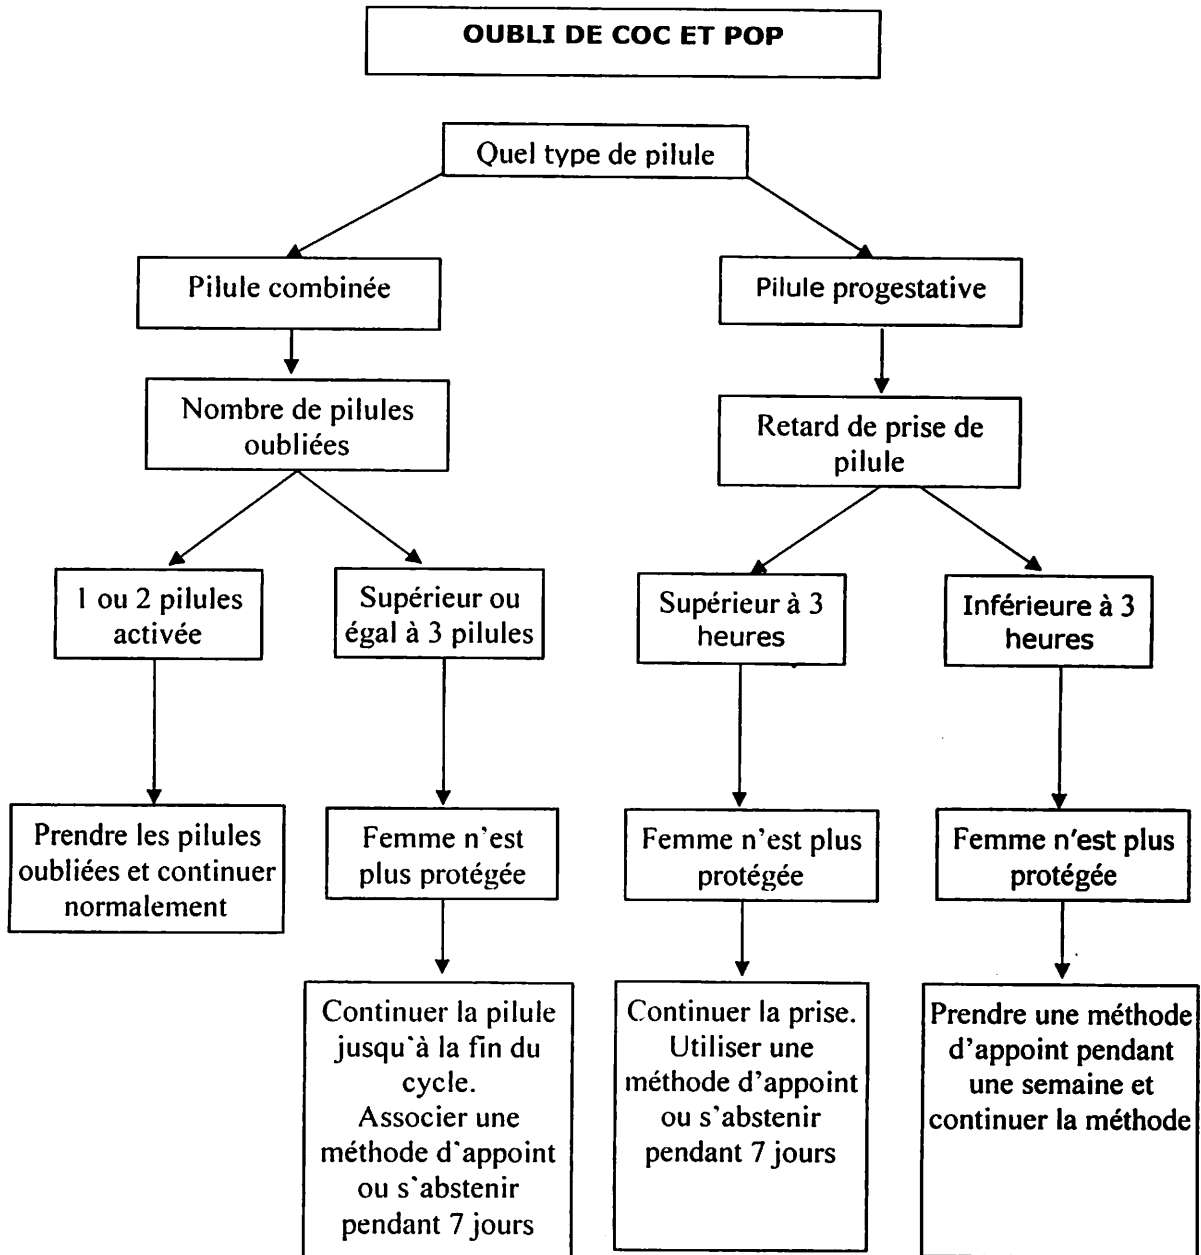 OUBLI DE COC ET POP
Quel type de pilule
Pilule combinée
Pilule progestative
Nombre de pilules
oubliées
Retard de prise de
pilule
1 ou 2 pilules
activée
Supérieur ou
égal à 3 pilules
Supérieur à 3
heures
Inférieure à 3
heures
Prendre les pilules
oubliées et continuer
normalement
Femme n'est
plus protégée
Femme n'est plus
protégée
Femme n'est plus
protégée
Continuer la pilule
jusqu'à la fin du
cycle.
Associer une
méthode d'appoint
ou s'abstenir
pendant 7 jours
Continuer la prise.
Utiliser une
méthode d'appoint
ou s'abstenir
pendant 7 jours
Prendre une méthode
d'appoint pendant
une semaine et
continuer la méthode